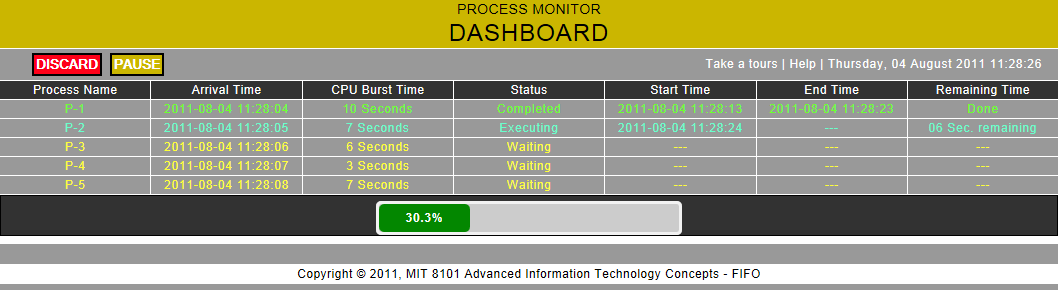 PROCESS MONITOR
DASHBOARD
DISCARD PAUSE Take a tours | Help | Thursday, 04 August 2011 11:28:26
Process Name Arrival Time CPU Burst Time Status Start Time End Time Remaining Time
P-1 2011-08-04 11:28:04 10 Seconds Completed 2011-08-04 11:28:13 2011-08-04 11:28:23 Done
P-2 2011-08-04 11:28:05 7 Seconds Executing 2011-08-04 11:28:24 --- 06 Sec. remaining
P-3 2011-08-04 11:28:06 6 Seconds Waiting --- --- ---
P-4 2011-08-04 11:28:07 3 Seconds Waiting --- --- ---
P-5 2011-08-04 11:28:08 7 Seconds Waiting --- --- ---
30.3%
Copyright © 2011, MIT 8101 Advanced Information Technology Concepts - FIFO